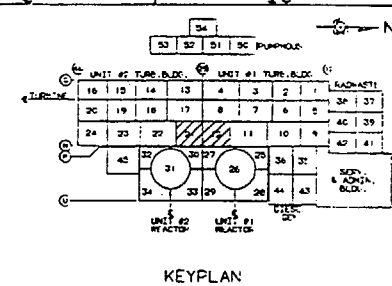 54
53 52 51 50 PUMPHOUSE
N
UNIT #2 TURB.BLDG. UNIT #1 TURB.BLDG.
16 15 14 13 4 3 2 1 RADWASTE
38 37
20 19 18 17 8 7 6 5
40 39
24 23 22 11 10 9
42 41
45 32 30 27 25 36
31 26
SERV. & ADMIN. BLDG.
34 33 29 28 44 43
UNIT #2 REACTOR
UNIT #1 REACTOR
KEYPLAN